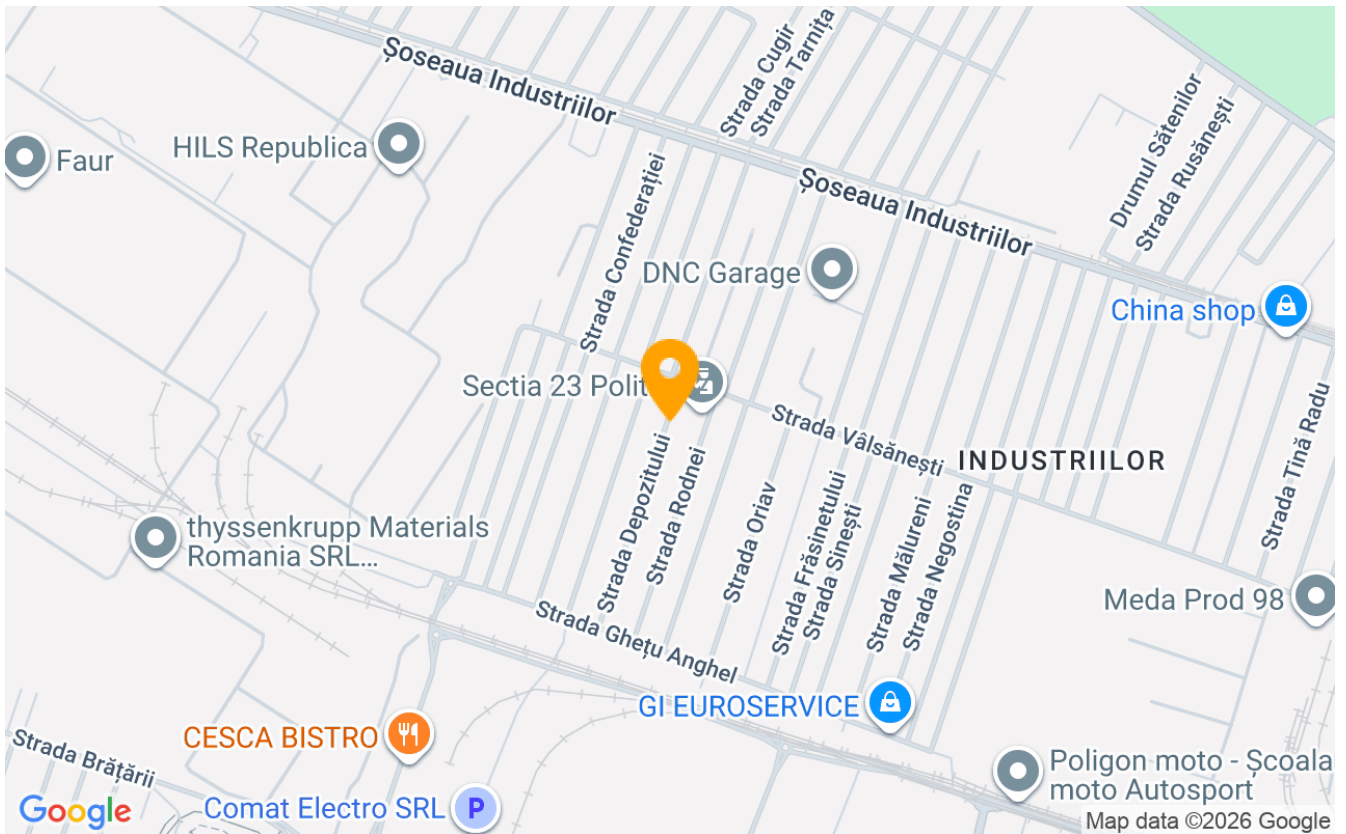 Șoseaua Industriilor
Strada Cugir
Strada Tarnița
Drumul Sătenilor
Strada Rusănești
HILS Republica
Faur
Strada Confederației
Șoseaua Industriilor
DNC Garage
China shop
Sectia 23 Polit
Strada Vâlsănești
INDUSTRIILOR
Strada Tină Radu
Strada Depozitului
Strada Rodnei
Strada Oriav
Strada Frăsinetului
Strada Sinești
Strada Mălureni
Strada Negostina
thyssenkrupp Materials
Romania SRL...
Meda Prod 98
Strada Ghețu Anghel
GI EUROSERVICE
CESCA BISTRO
Strada Brățării
Poligon moto - Școala
moto Autosport
Comat Electro SRL
P
Google
Map data ©2026 Google